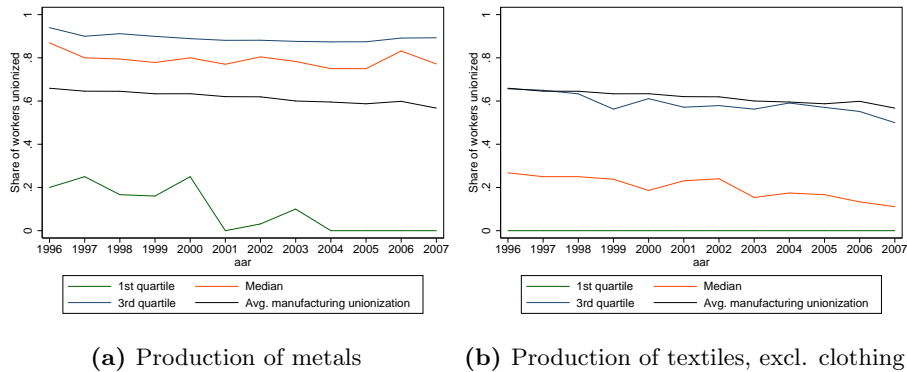 Share of workers unionized
1
.8
.6
.4
.2
0
1996 1997 1998 1999 2000 2001 2002 2003 2004 2005 2006 2007
aar
1st quartile Median
3rd quartile Avg. manufacturing unionization
(a) Production of metals
Share of workers unionized
1
.8
.6
.4
.2
0
1996 1997 1998 1999 2000 2001 2002 2003 2004 2005 2006 2007
aar
1st quartile Median
3rd quartile Avg. manufacturing unionization
(b) Production of textiles, excl. clothing